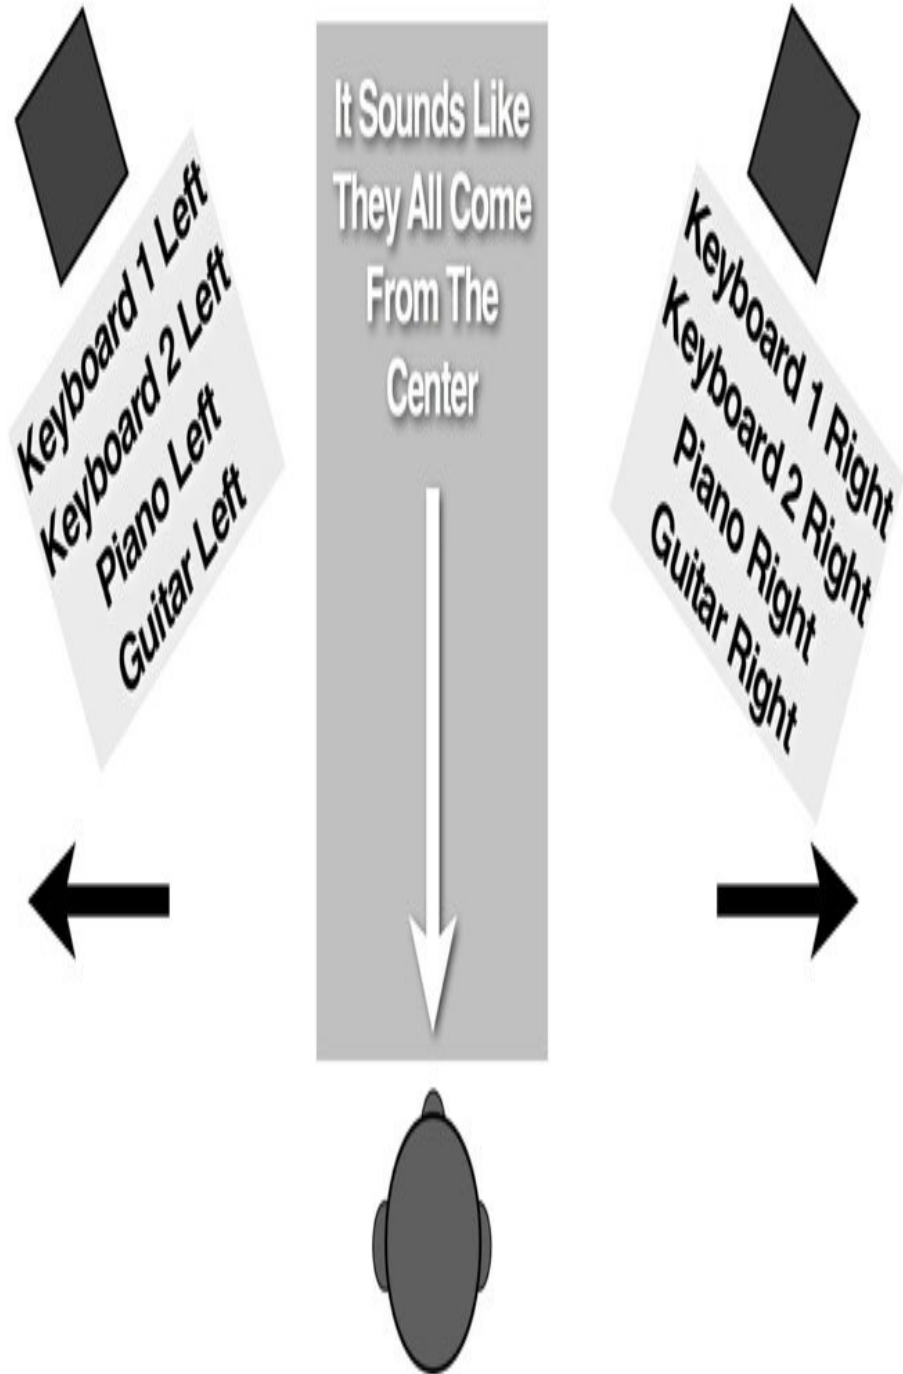 It Sounds Like
They All Come
From The
Center
Keyboard 1 Left
Keyboard 2 Left
Piano Left
Guitar Left
Keyboard 1 Right
Keyboard 2 Right
Piano Right
Guitar Right